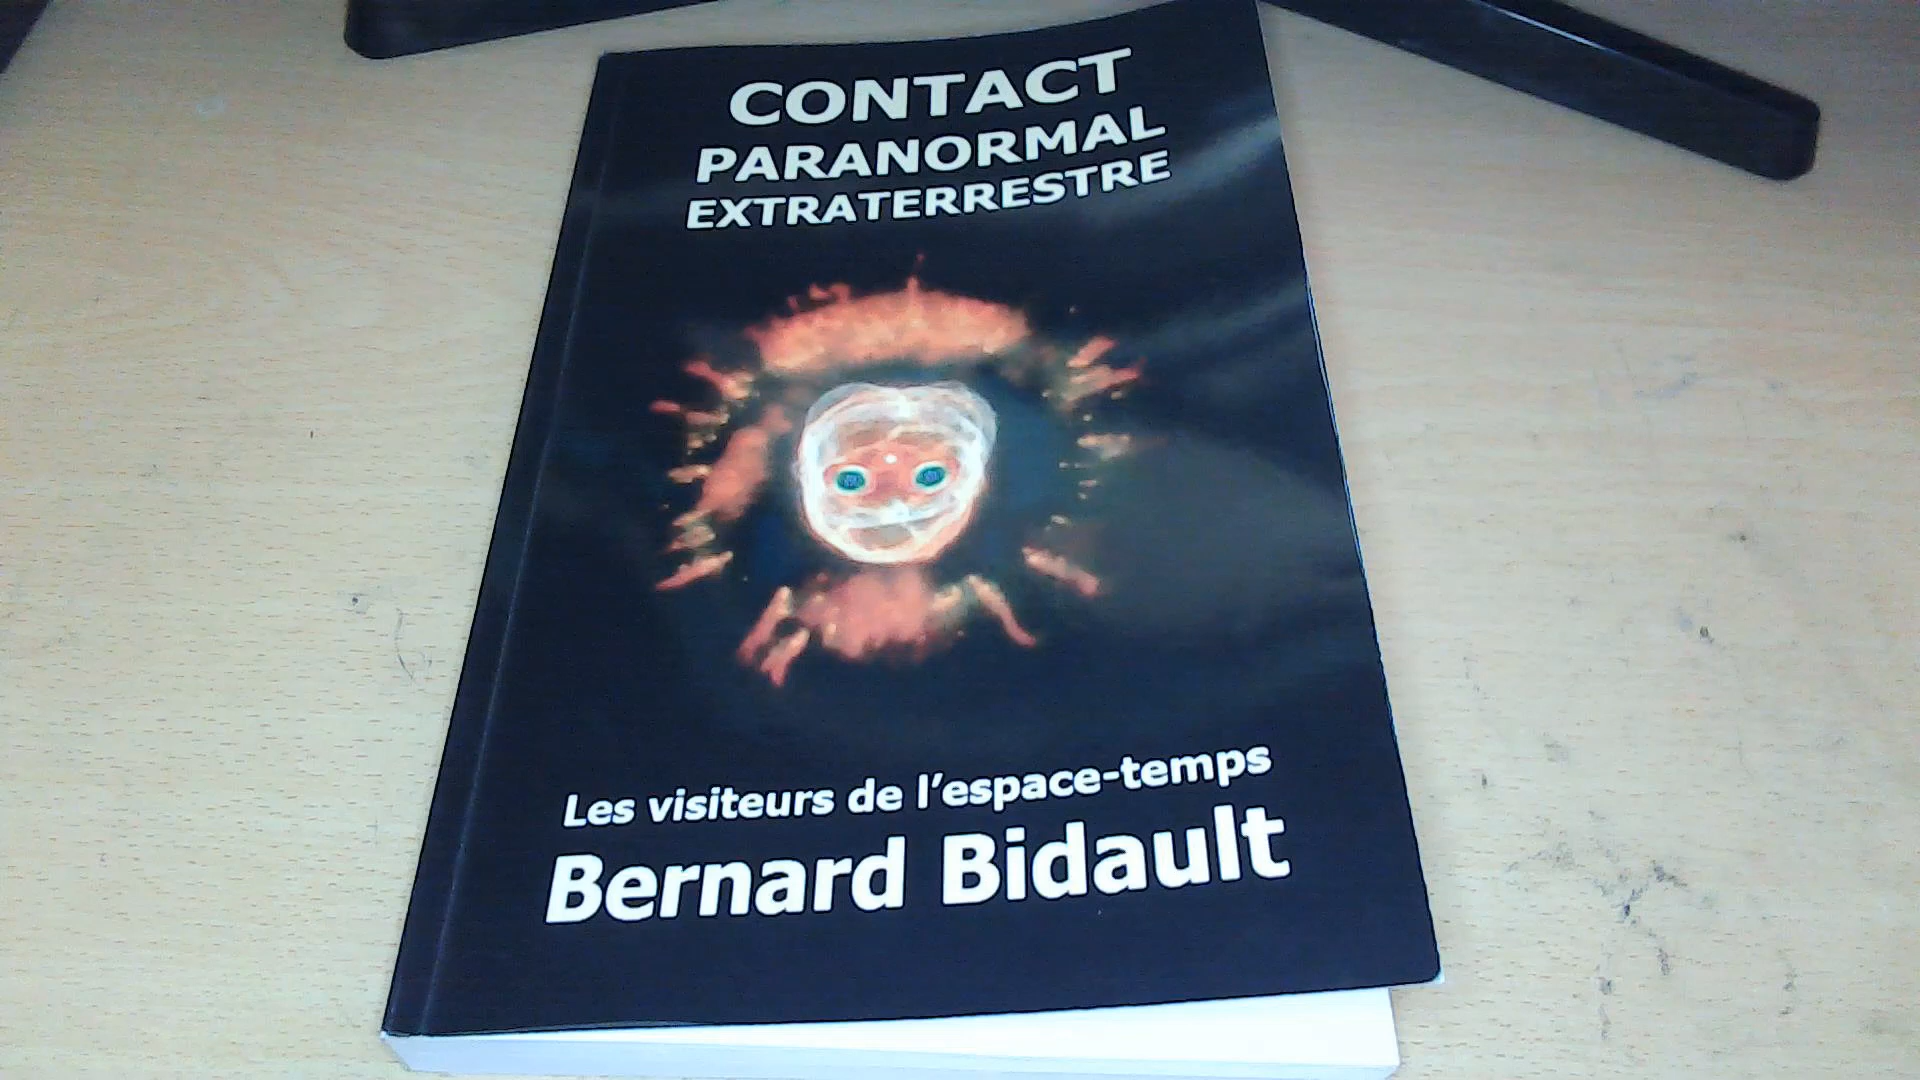 CONTACT
PARANORMAL
EXTRATERRESTRE
Les visiteurs de l'espace-temps
Bernard Bidault